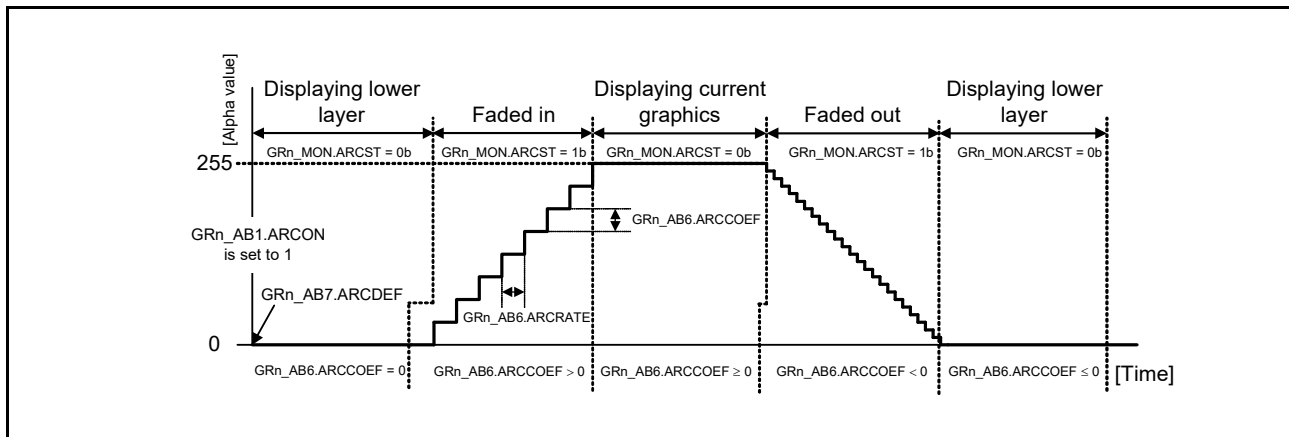 [Alpha value]
Displaying lower
layer
Faded in
Displaying current
graphics
Faded out
Displaying lower
layer
GRn_MON.ARCST = 0b
GRn_MON.ARCST = 1b
GRn_MON.ARCST = 0b
GRn_MON.ARCST = 1b
GRn_MON.ARCST = 0b
255
GRn_AB6.ARCCOEF
GRn_AB1.ARCON
is set to 1
GRn_AB7.ARCDEF
GRn_AB6.ARCRATE
0
GRn_AB6.ARCCOEF = 0
GRn_AB6.ARCCOEF > 0
GRn_AB6.ARCCOEF ≥ 0
GRn_AB6.ARCCOEF < 0
GRn_AB6.ARCCOEF ≤ 0
[Time]